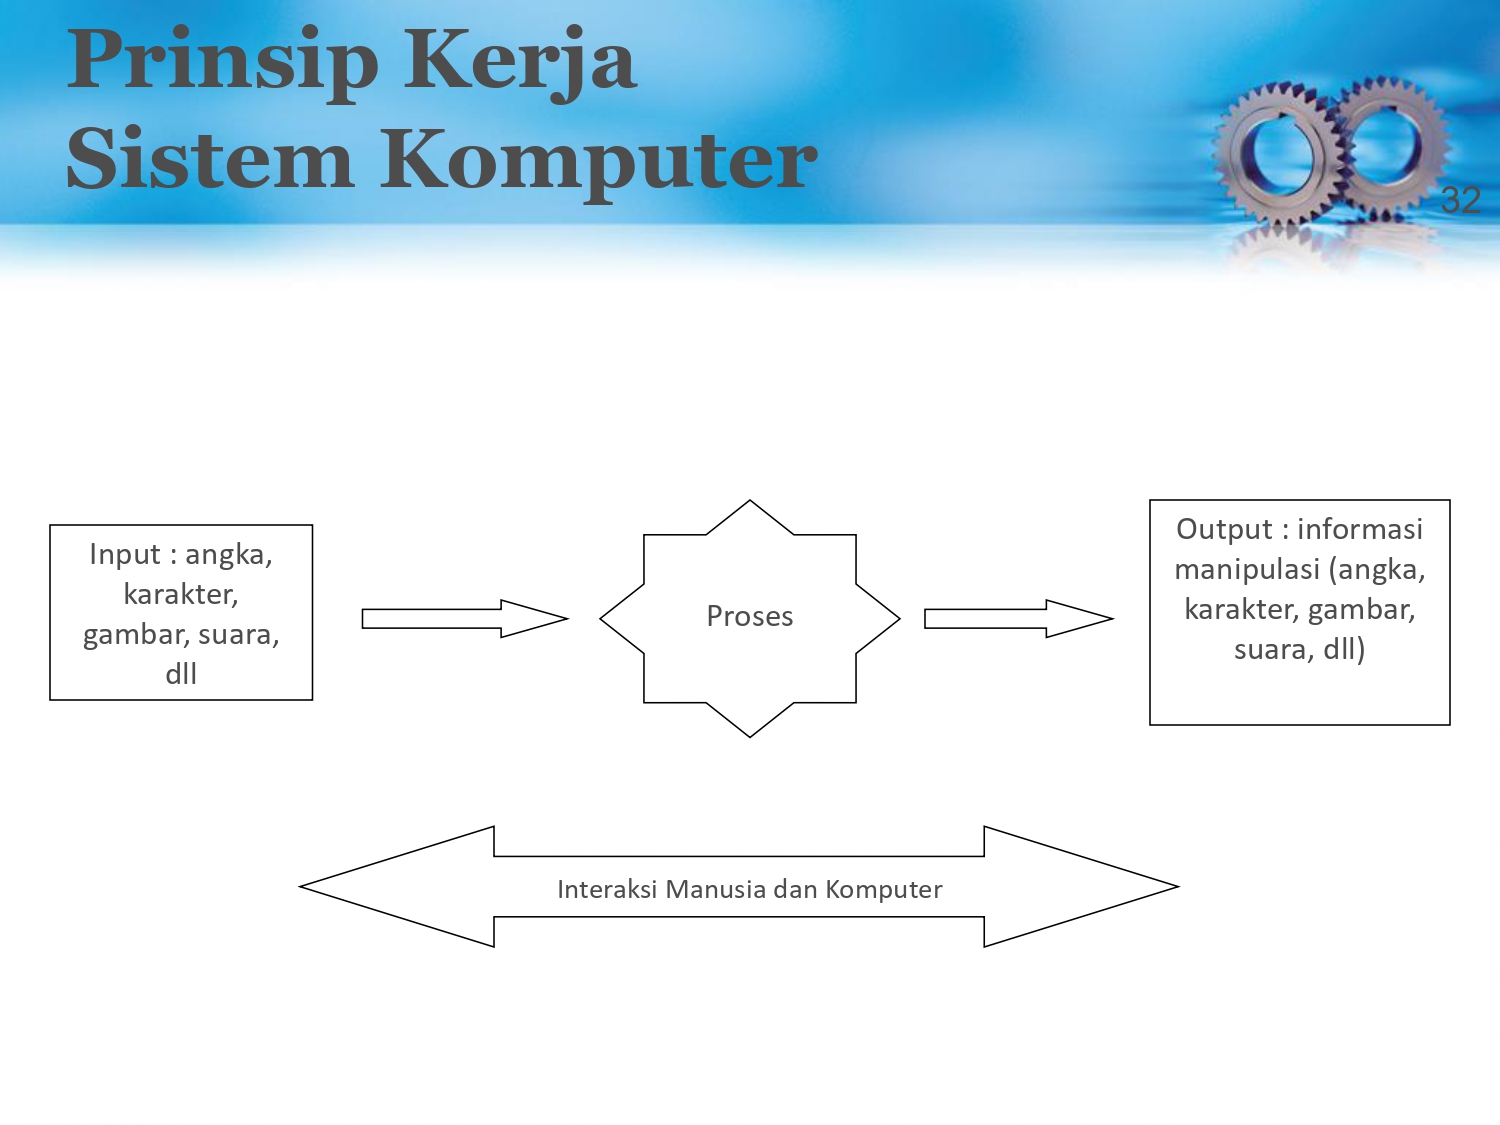 Prinsip Kerja
Sistem Komputer
32
Input : angka,
karakter,
gambar, suara,
dll
Proses
Output : informasi
manipulasi (angka,
karakter, gambar,
suara, dll)
Interaksi Manusia dan Komputer